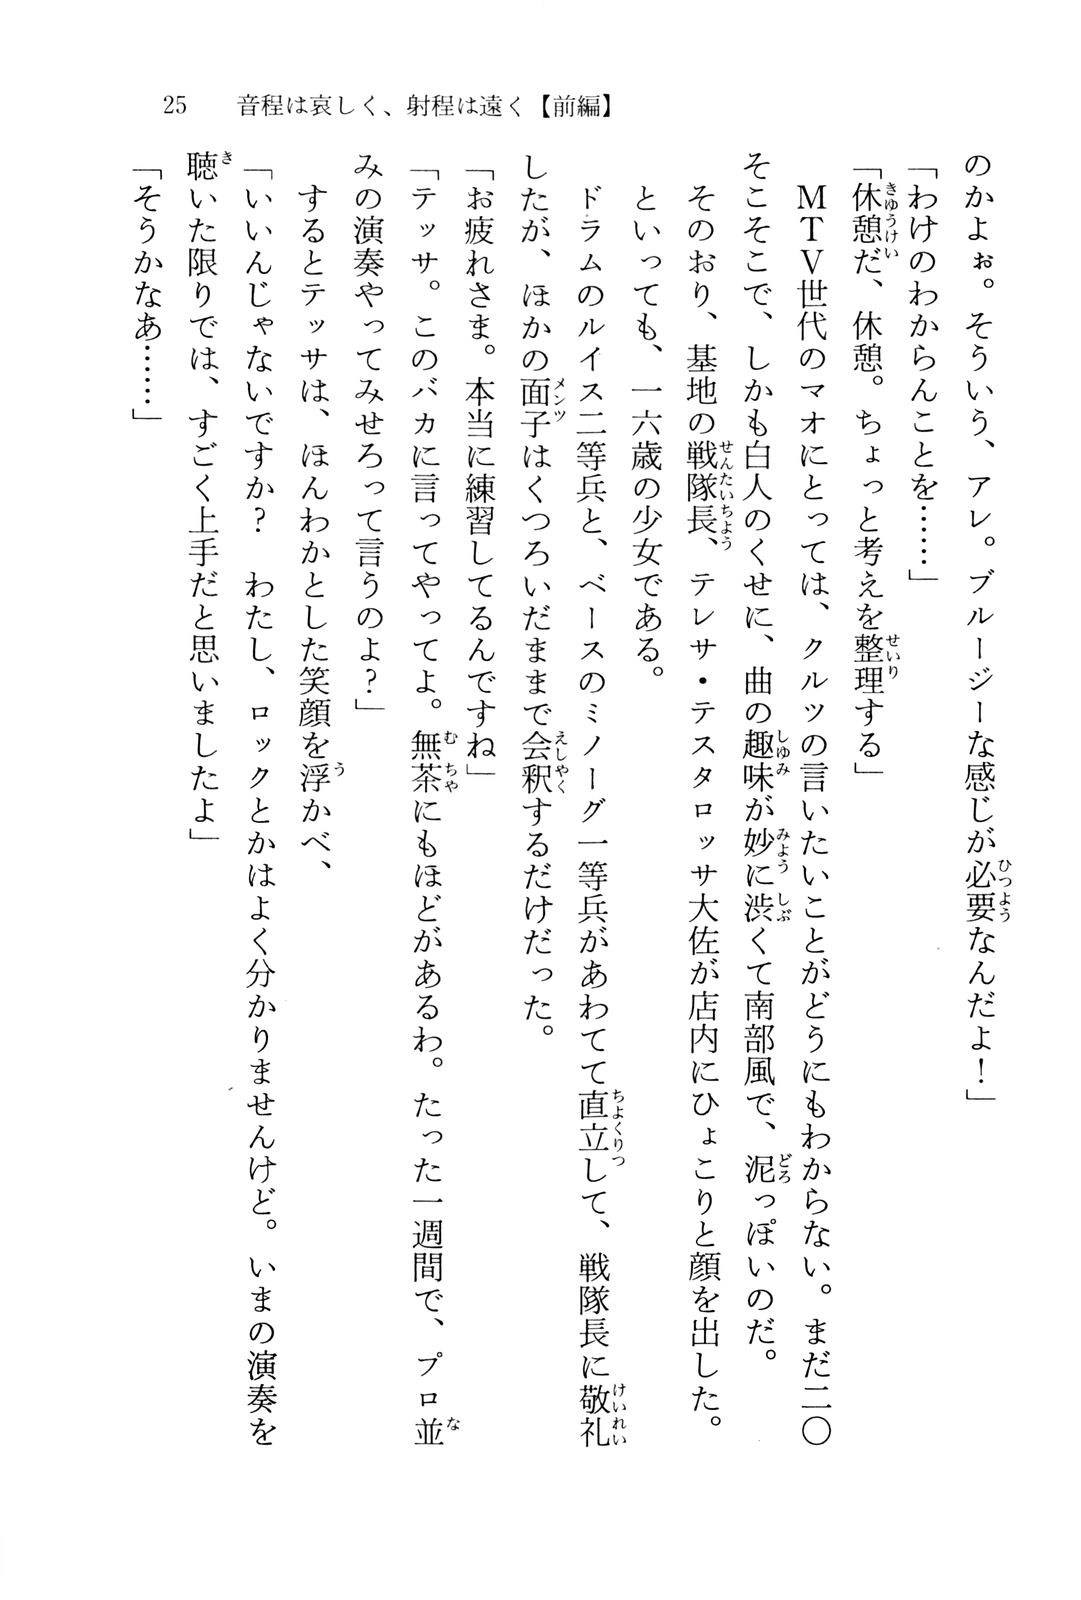 25　音程は哀しく、射程は遠く【前編】
のかよぉ。そういう、アレ。ブルージーな感じが必要なんだよ！」
「わけのわからんことを……」
「休憩だ、休憩。ちょっと考えを整理する」
　ＭＴＶ世代のマオにとっては、クルツの言いたいことがどうにもわからない。まだ二〇
そこそこで、しかも白人のくせに、曲の趣味が妙に渋くて南部風で、泥っぽいのだ。
　そのおり、基地の戦隊長、テレサ・テスタロッサ大佐が店内にひょこりと顔を出した。
　といっても、一六歳の少女である。
　ドラムのルイス二等兵と、ベースのミノーグ一等兵があわてて直立して、戦隊長に敬礼
したが、ほかの面子はくつろいだままで会釈するだけだった。
「お疲れさま。本当に練習してるんですね」
「テッサ。このバカに言ってやってよ。無茶にもほどがあるわ。たった一週間で、プロ並
みの演奏やってみせろって言うのよ？」
　するとテッサは、ほんわかとした笑顔を浮かべ、
「いいんじゃないですか？　わたし、ロックとかはよく分かりませんけど。いまの演奏を
聴いた限りでは、すごく上手だと思いましたよ」
「そうかなあ……」